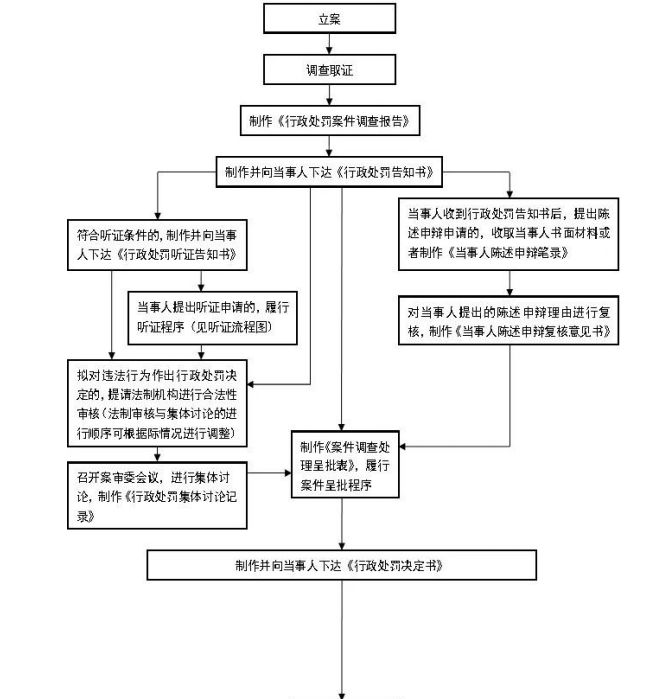 立案
调查取证
制作《行政处罚案件调查报告》
制作并向当事人下达《行政处罚告知书》
符合听证条件的,制作并向当事
人下达《行政处罚听证告知书》
当事人收到行政处罚告知书后,提出陈
述申辩申请的,收取当事人书面材料或
者制作《当事人陈述申辩笔录》
当事人提出听证申请的,履行
听证程序(见听证流程图)
对当事人提出的陈述申辩理由进行复
核,制作《当事人陈述申辩复核意见书》
拟对违法行为作出行政处罚决
定的,提请法制机构进行合法性
审核(法制审核与集体讨论的进
行顺序可根据际情况进行调整)
制作《案件调查处
理呈批表》,履行
案件呈批程序
召开案审委会议,进行集体讨
论,制作《行政处罚集体讨论记
录》
制作并向当事人下达《行政处罚决定书》